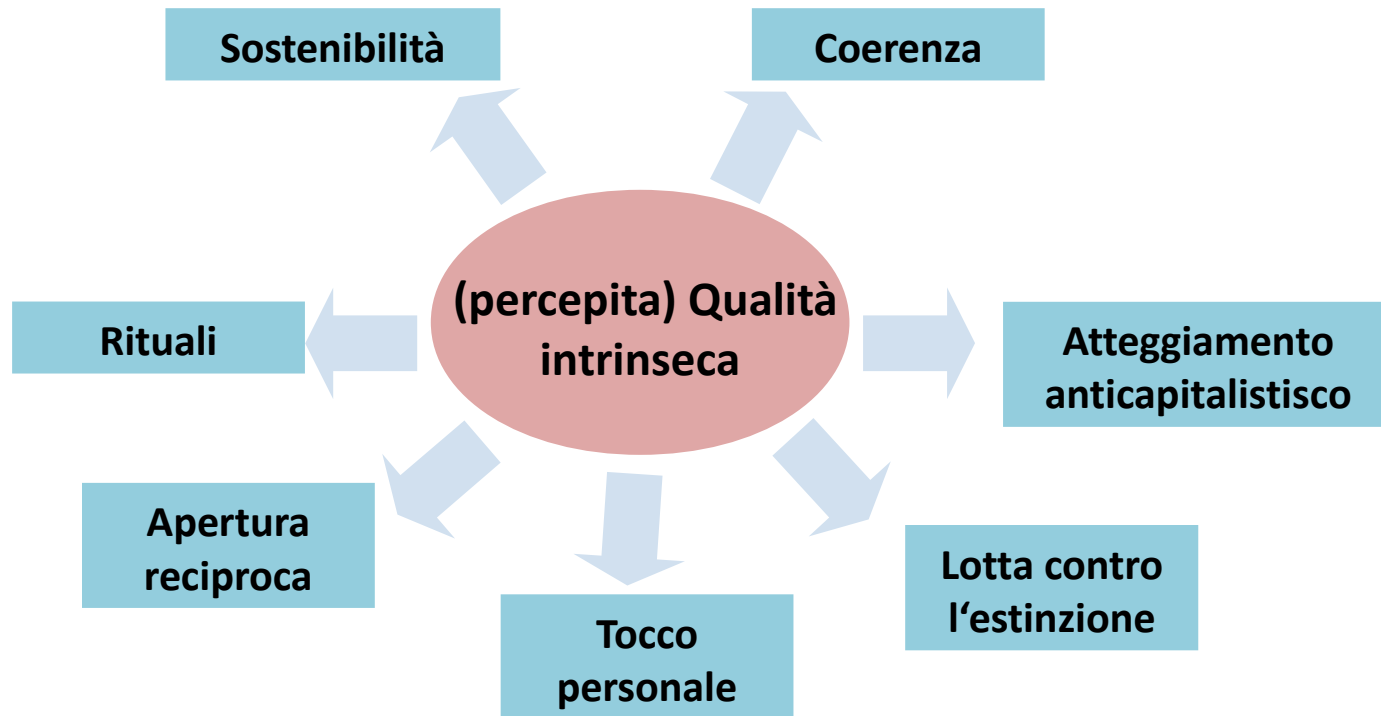 Sostenibilità
Coerenza
(percepita) Qualità
intrinseca
Rituali
Atteggiamento
anticapitalistisco
Apertura
reciproca
Lotta contro
l‘estinzione
Tocco
personale